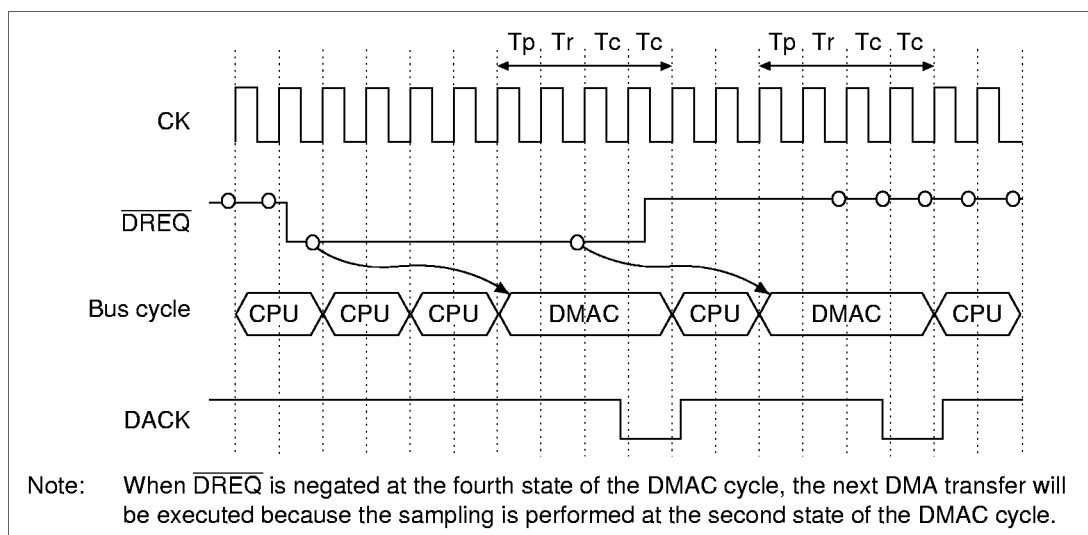 Tp Tr Tc Tc Tp Tr Tc Tc
CK
DREQ
Bus cycle CPU CPU CPU DMAC CPU DMAC CPU
DACK
Note: When DREQ is negated at the fourth state of the DMAC cycle, the next DMA transfer will
be executed because the sampling is performed at the second state of the DMAC cycle.